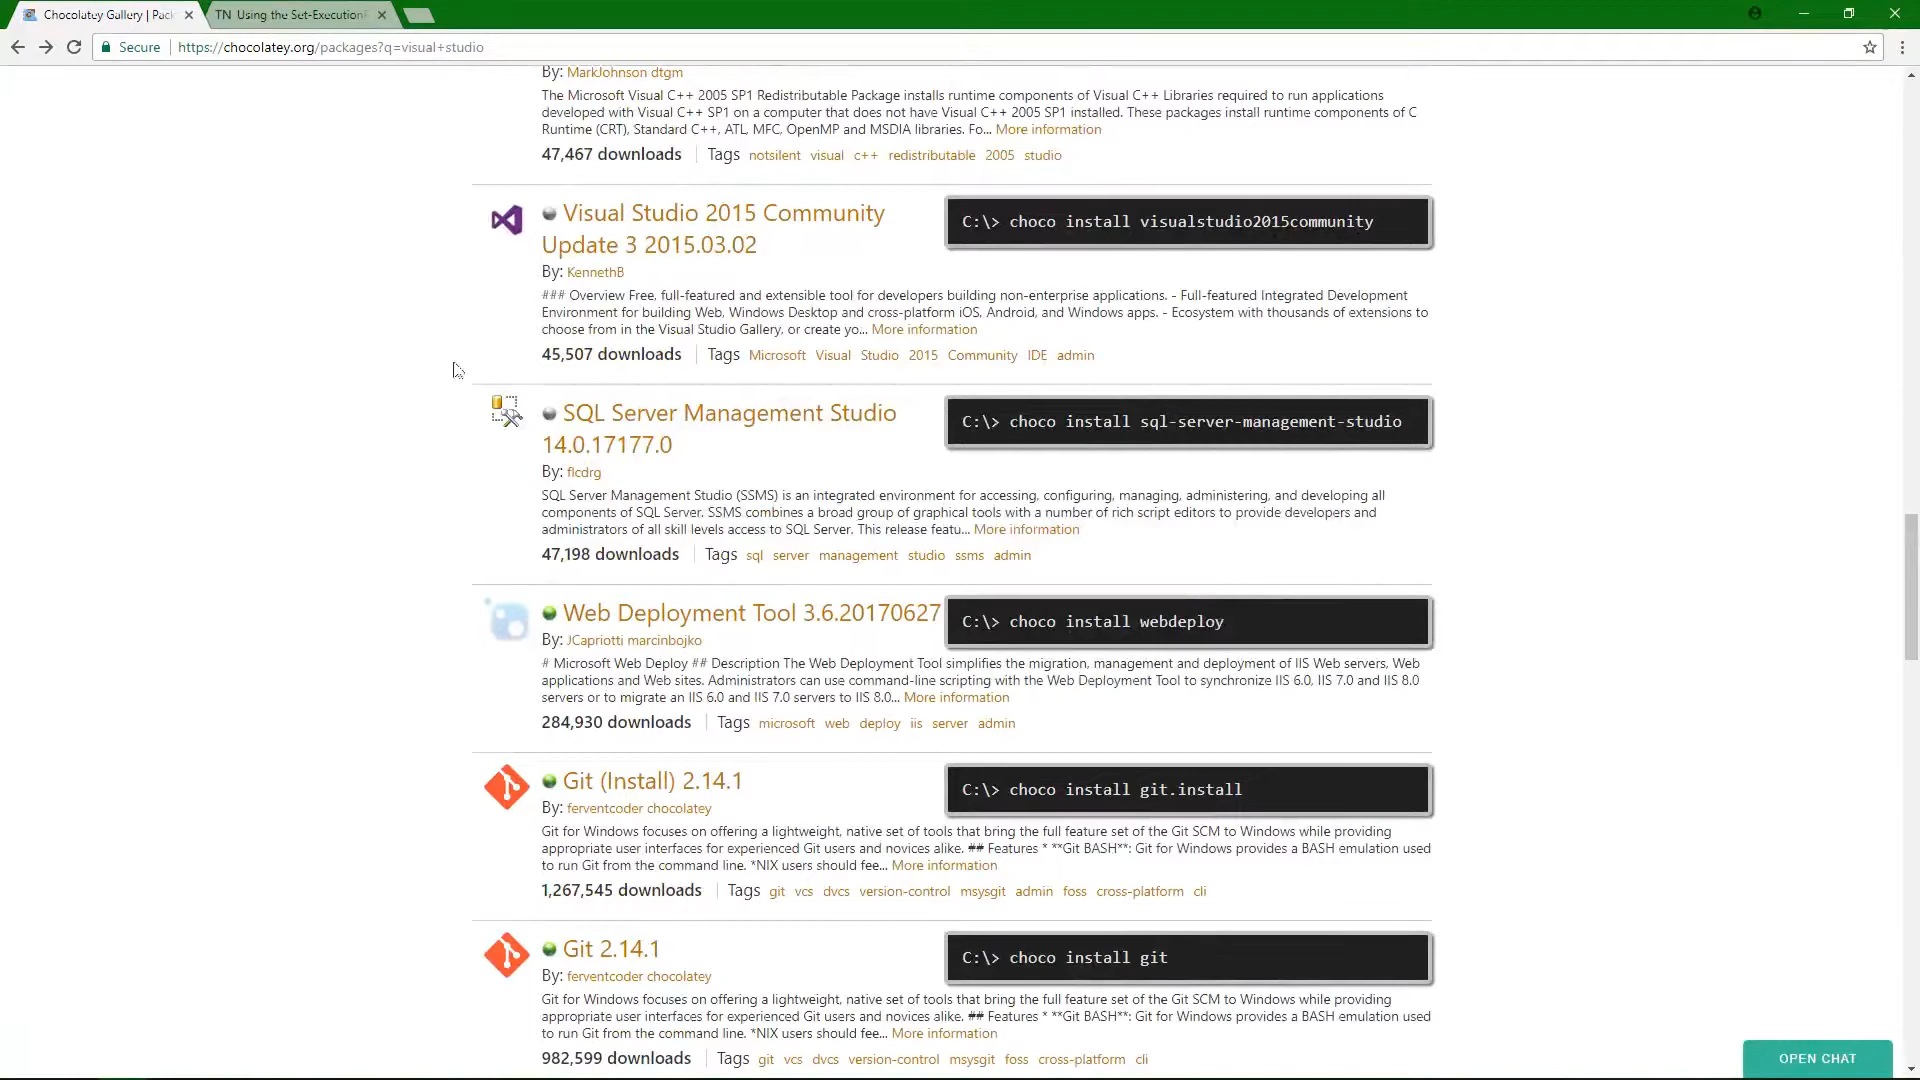 Chocolatey Gallery | Pack
TN Using the Set-ExecutionP
Secure
https://chocolatey.org/packages?q=visual+studio
By: MarkJohnson dtgm
The Microsoft Visual C++ 2005 SP1 Redistributable Package installs runtime components of Visual C++ Libraries required to run applications
developed with Visual C++ SP1 on a computer that does not have Visual C++ 2005 SP1 installed. These packages install runtime components of C
Runtime (CRT), Standard C++, ATL, MFC, OpenMP and MSDIA libraries. Fo... More information
47,467 downloads Tags notsilent visual c++ redistributable 2005 studio
Visual Studio 2015 Community
Update 3 2015.03.02
C:\> choco install visualstudio2015community
By: KennethB
### Overview Free, full-featured and extensible tool for developers building non-enterprise applications. - Full-featured Integrated Development
Environment for building Web, Windows Desktop and cross-platform iOS, Android, and Windows apps. - Ecosystem with thousands of extensions to
choose from in the Visual Studio Gallery, or create yo... More information
45,507 downloads Tags Microsoft Visual Studio 2015 Community IDE admin
SQL Server Management Studio
14.0.17177.0
C:\> choco install sql-server-management-studio
By: flcdrg
SQL Server Management Studio (SSMS) is an integrated environment for accessing, configuring, managing, administering, and developing all
components of SQL Server. SSMS combines a broad group of graphical tools with a number of rich script editors to provide developers and
administrators of all skill levels access to SQL Server. This release featu... More information
47,198 downloads Tags sql server management studio ssms admin
Web Deployment Tool 3.6.20170627
C:\> choco install webdeploy
By: JCapriotti marcinbojko
# Microsoft Web Deploy ## Description The Web Deployment Tool simplifies the migration, management and deployment of IIS Web servers, Web
applications and Web sites. Administrators can use command-line scripting with the Web Deployment Tool to synchronize IIS 6.0, IIS 7.0 and IIS 8.0
servers or to migrate an IIS 6.0 and IIS 7.0 servers to IIS 8.0... More information
284,930 downloads Tags microsoft web deploy iis server admin
Git (Install) 2.14.1
C:\> choco install git.install
By: ferventcoder chocolatey
Git for Windows focuses on offering a lightweight, native set of tools that bring the full feature set of the Git SCM to Windows while providing
appropriate user interfaces for experienced Git users and novices alike. ## Features * **Git BASH**: Git for Windows provides a BASH emulation used
to run Git from the command line. *NIX users should fee... More information
1,267,545 downloads Tags git vcs dvcs version-control msysgit admin foss cross-platform cli
Git 2.14.1
C:\> choco install git
By: ferventcoder chocolatey
Git for Windows focuses on offering a lightweight, native set of tools that bring the full feature set of the Git SCM to Windows while providing
appropriate user interfaces for experienced Git users and novices alike. ## Features * **Git BASH**: Git for Windows provides a BASH emulation used
to run Git from the command line. *NIX users should fee... More information
982,599 downloads Tags git vcs dvcs version-control msysgit foss cross-platform cli
OPEN CHAT